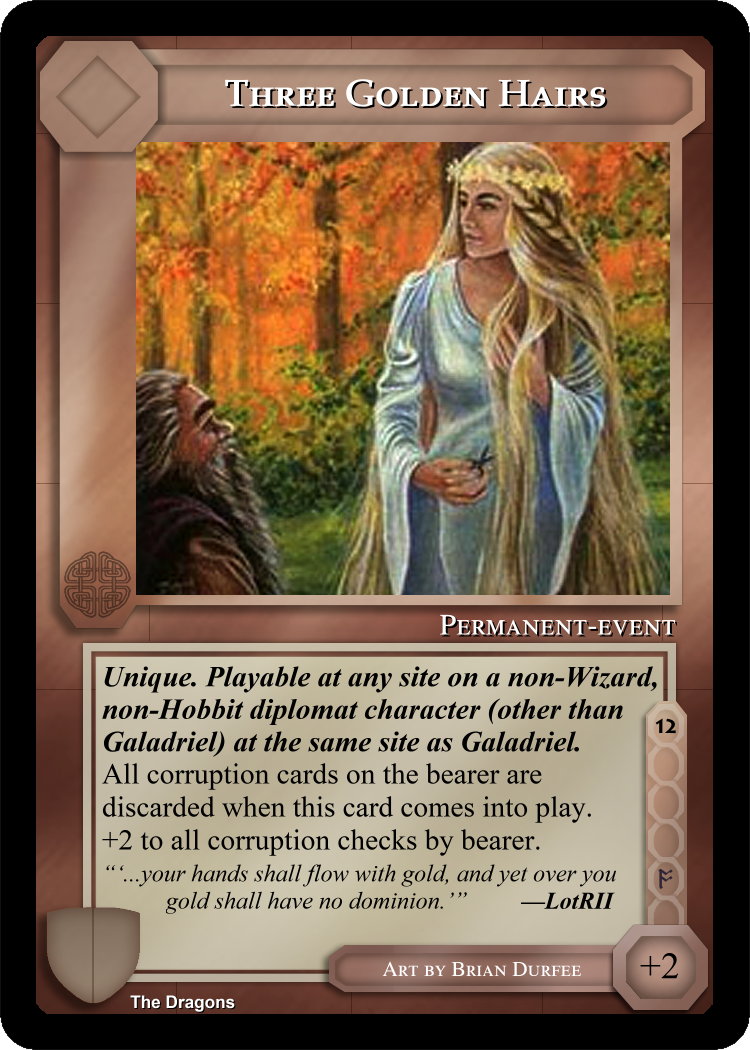 Three Golden Hairs
Permanent-event
Unique. Playable at any site on a non-Wizard,
non-Hobbit diplomat character (other than
Galadriel) at the same site as Galadriel.
12
All corruption cards on the bearer are
discarded when this card comes into play.
+2 to all corruption checks by bearer.
“‘...your hands shall flow with gold, and yet over you
gold shall have no dominion.’” —LotRII
Art by Brian Durfee
+2
The Dragons